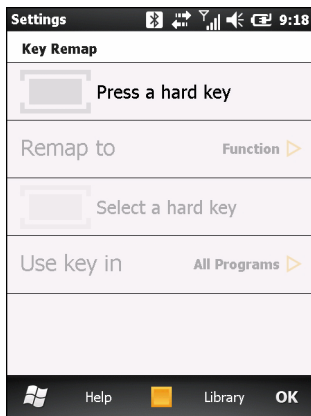 Settings 9:18
Key Remap
Press a hard key
Remap to Function
Select a hard key
Use key in All Programs
Help Library OK